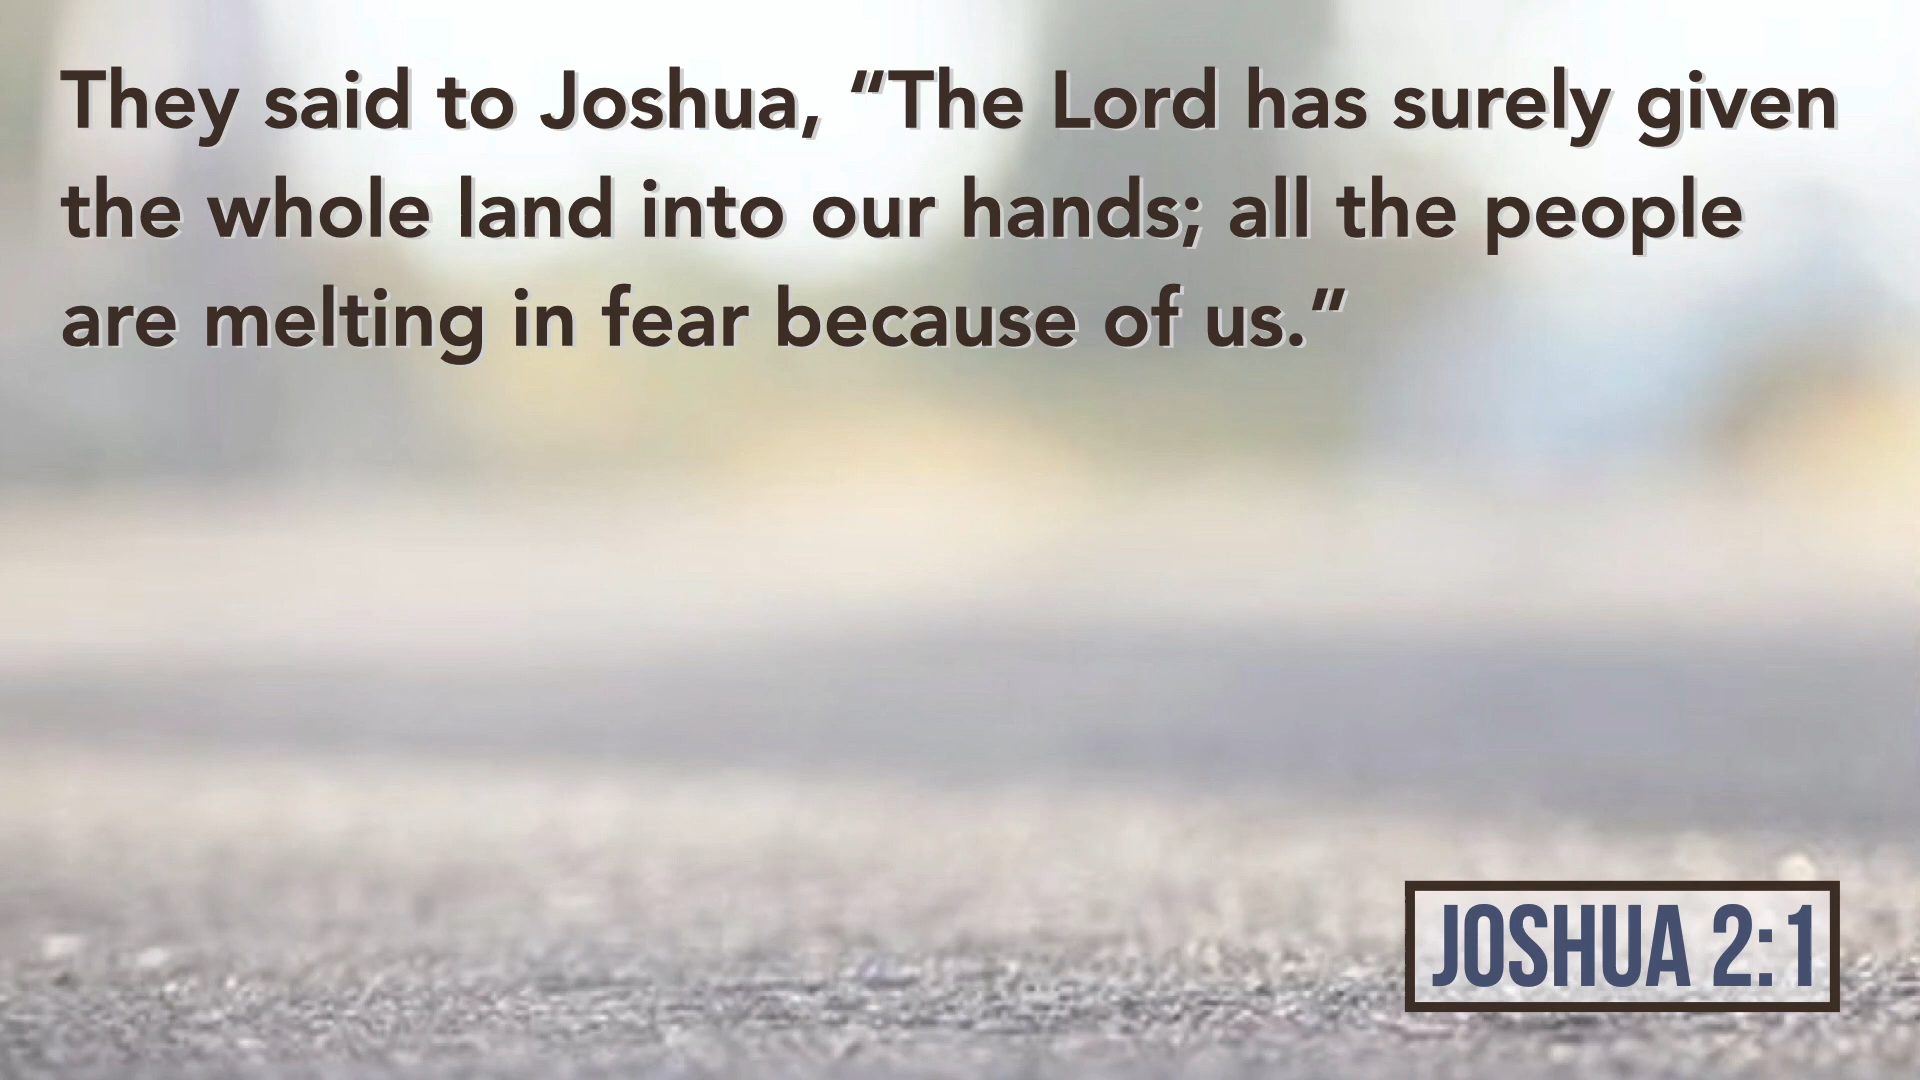 They said to Joshua, “The Lord has surely given
the whole land into our hands; all the people
are melting in fear because of us.”
JOSHUA 2:1